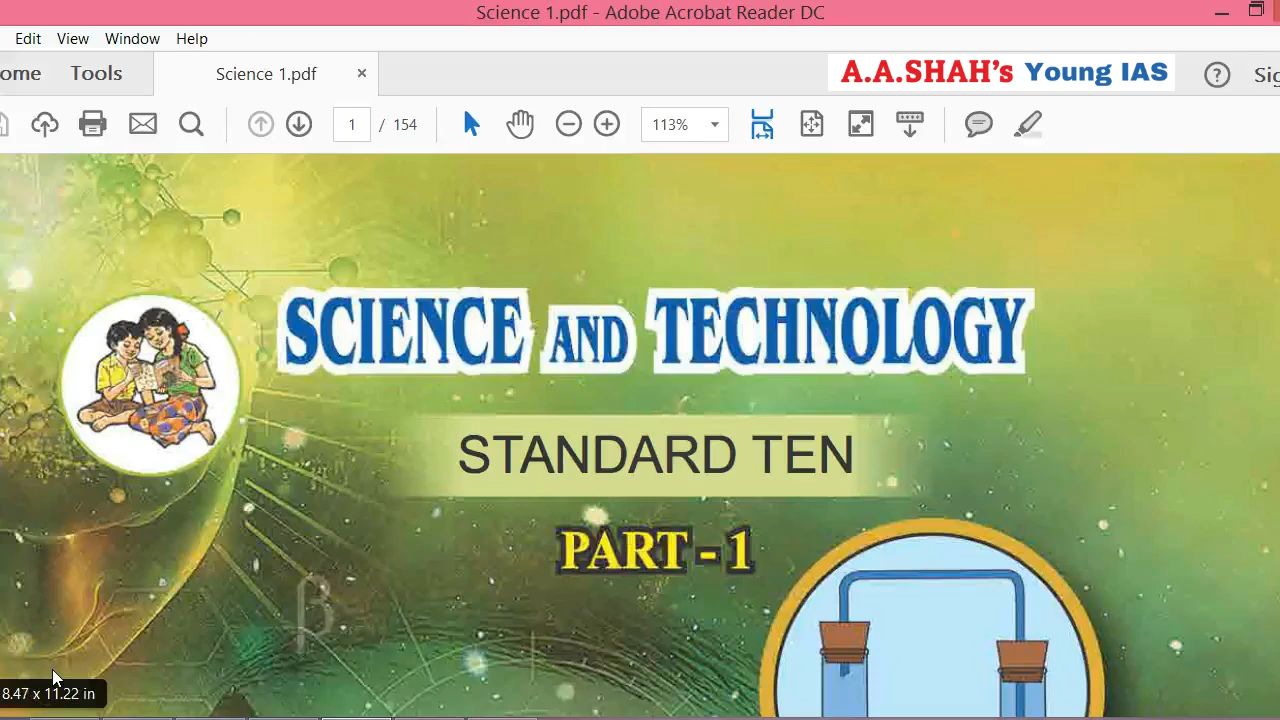 Science 1.pdf - Adobe Acrobat Reader DC
Edit View Window Help
Tools
Science 1.pdf ×
A.A.SHAH's Young IAS
?
1 / 154
113%
SCIENCE AND TECHNOLOGY
STANDARD TEN
PART - 1
β
8.47 x 11.22 in